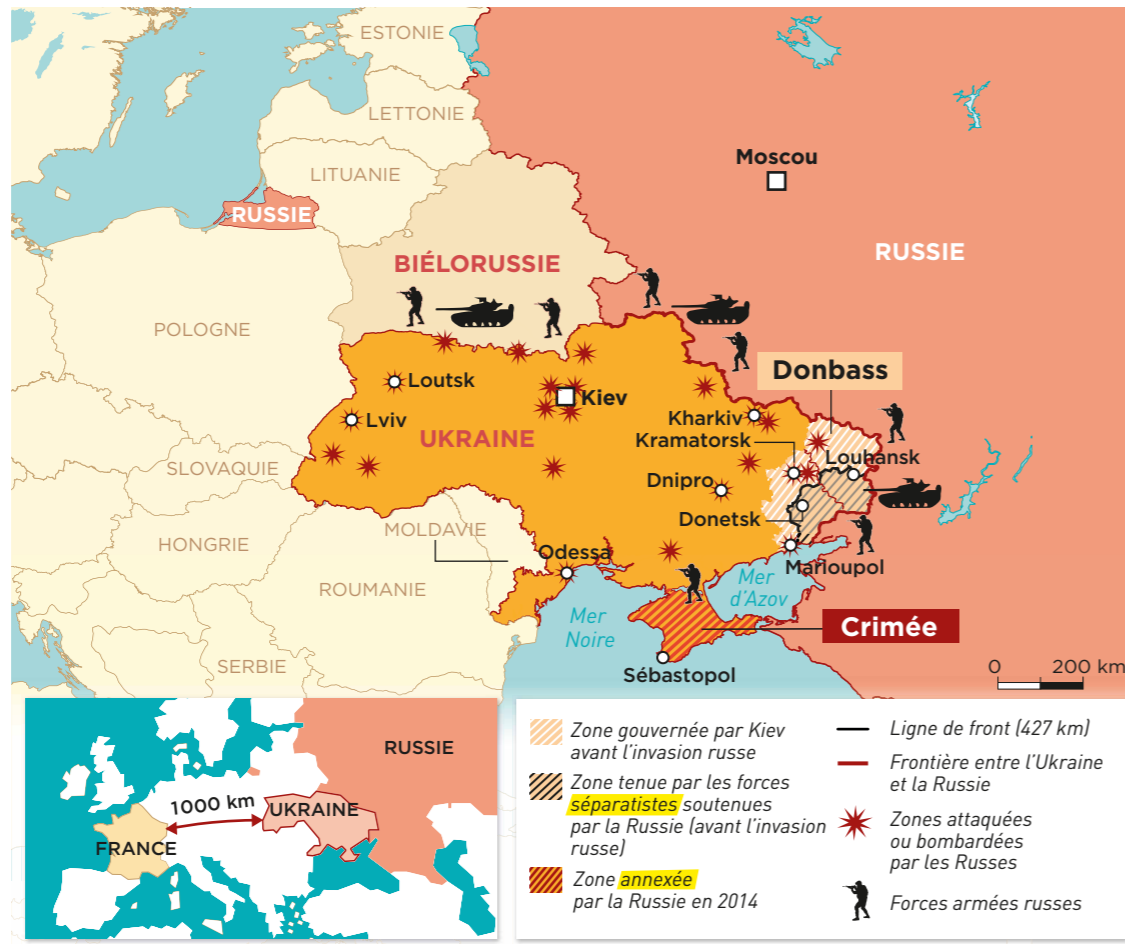 ESTONIE
LETTONIE
LITUANIE
Moscou
RUSSIE
RUSSIE
BIÉLORUSSIE
POLOGNE
Donbass
Loutsk
Kiev
Lviv
Kharkiv
UKRAINE
Kramatorsk
Louhansk
SLOVAQUIE
Dnipro
Donetsk
MOLDAVIE
HONGRIE
Odessa
Marioupol
ROUMANIE
Mer
d'Azov
Mer
Noire
Crimée
SERBIE
Sébastopol
0 200 km
RUSSIE
1000 km
UKRAINE
FRANCE
Zone gouvernée par Kiev
avant l'invasion russe
Zone tenue par les forces
séparatistes soutenues
par la Russie (avant l'invasion
russe)
Zone annexée
par la Russie en 2014
Ligne de front (427 km)
Frontière entre l'Ukraine
et la Russie
Zones attaquées
ou bombardées
par les Russes
Forces armées russes